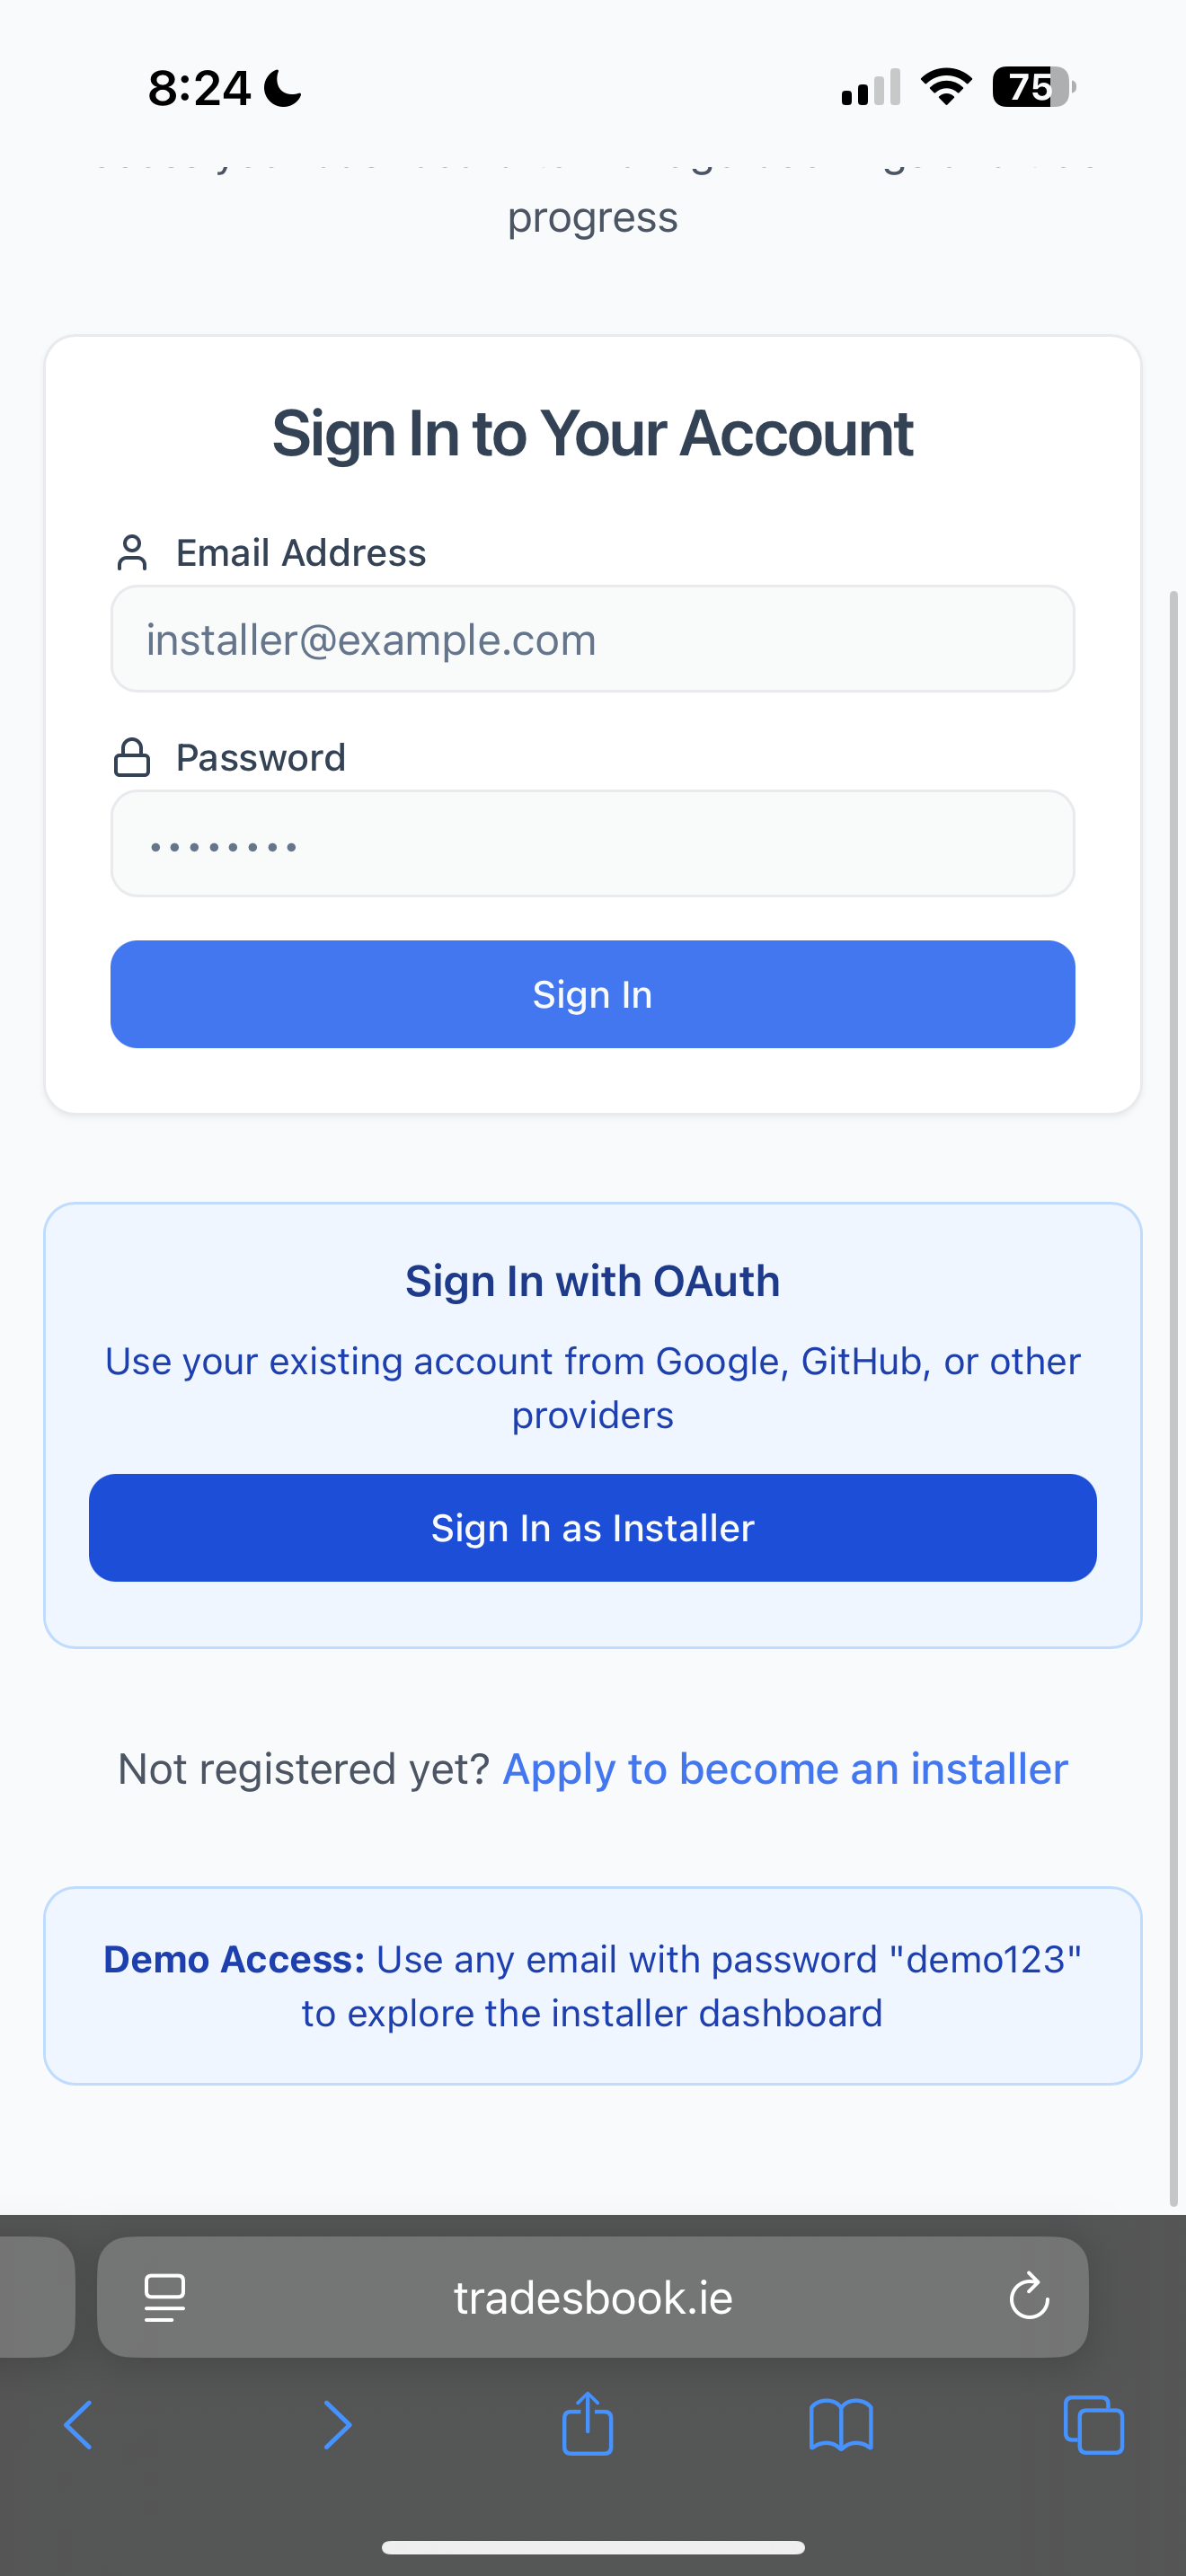 8:24
75
progress
Sign In to Your Account
Email Address
installer@example.com
Password
••••••••
Sign In
Sign In with OAuth
Use your existing account from Google, GitHub, or other
providers
Sign In as Installer
Not registered yet? Apply to become an installer
Demo Access: Use any email with password "demo123"
to explore the installer dashboard
tradesbook.ie